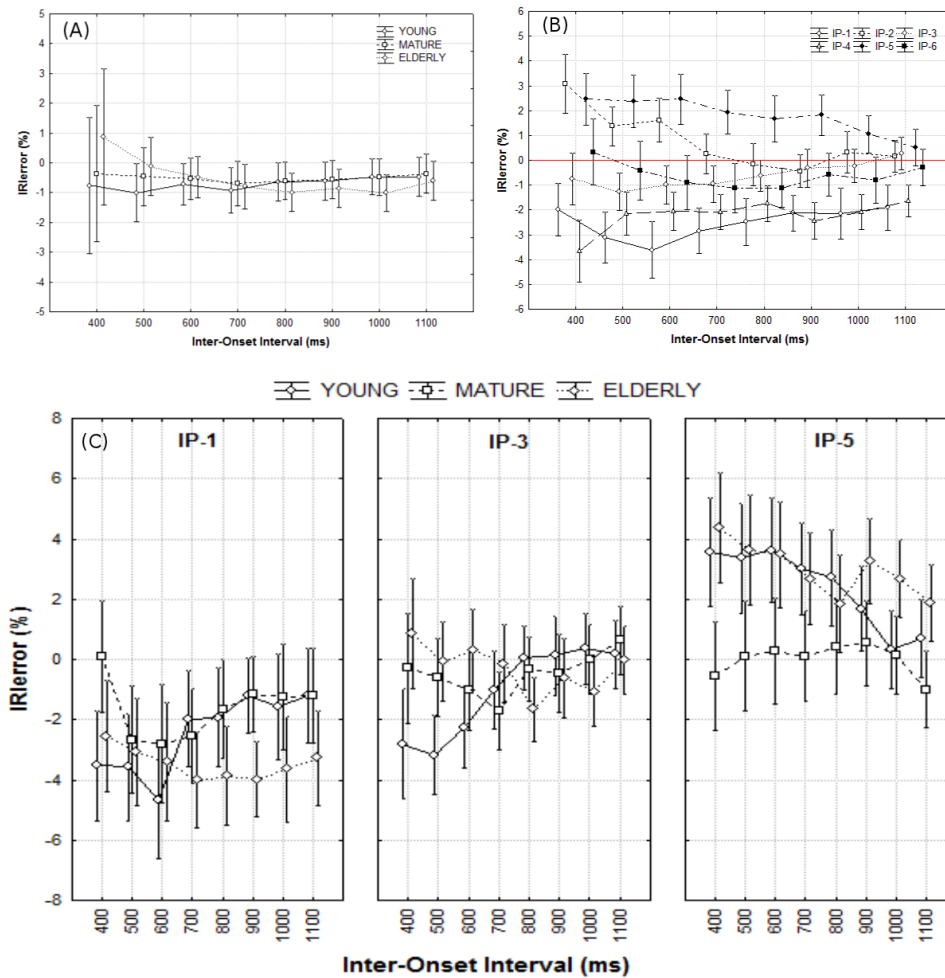 (A)
YOUNG
MATURE
ELDERLY
IRIerror (%)
5
4
3
2
1
0
-1
-2
-3
-4
-5
400 500 600 700 800 900 1000 1100
Inter-Onset Interval (ms)
(B)
IP-1 IP-2 IP-3
IP-4 IP-5 IP-6
IRIerror (%)
6
5
4
3
2
1
0
-1
-2
-3
-4
-5
-6
400 500 600 700 800 900 1000 1100
Inter-Onset Interval (ms)
YOUNG MATURE ELDERLY
(C)
IP-1 IP-3 IP-5
IRIerror (%)
8
6
4
2
0
-2
-4
-6
-8
400 500 600 700 800 900 1000 1100
400 500 600 700 800 900 1000 1100
400 500 600 700 800 900 1000 1100
Inter-Onset Interval (ms)